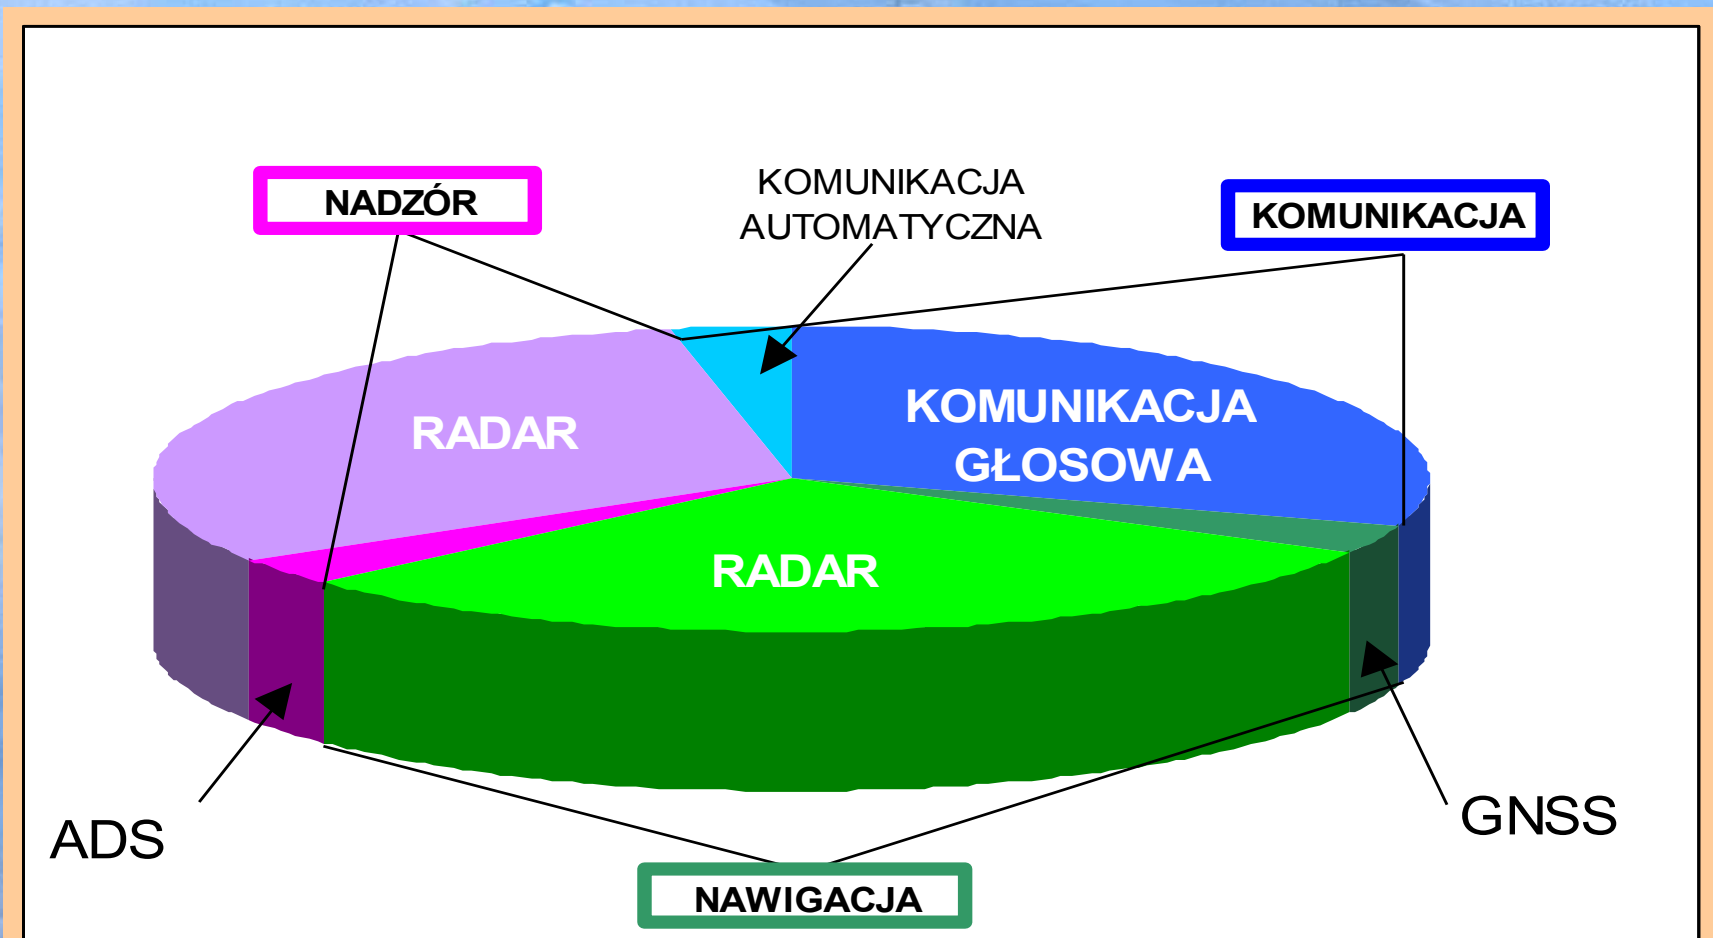 NADZÓR
KOMUNIKACJA
AUTOMATYCZNA
KOMUNIKACJA
RADAR
KOMUNIKACJA
GŁOSOWA
RADAR
ADS
GNSS
NAWIGACJA